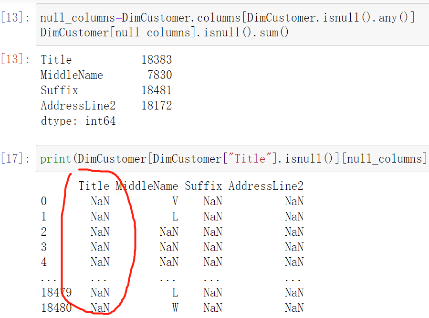 [13]: null_columns=DimCustomer.columns[DimCustomer.isnull().any()]
DimCustomer[null_columns].isnull().sum()
[13]: Title 18383
MiddleName 7830
Suffix 18481
AddressLine2 18172
dtype: int64
[17]: print(DimCustomer[DimCustomer["Title"].isnull()][null_columns]
Title MiddleName Suffix AddressLine2
0 NaN V NaN NaN
1 NaN L NaN NaN
2 NaN NaN NaN NaN
3 NaN NaN NaN NaN
4 NaN NaN NaN NaN
... ... ... ... ...
18479 NaN L NaN NaN
18480 NaN W NaN NaN